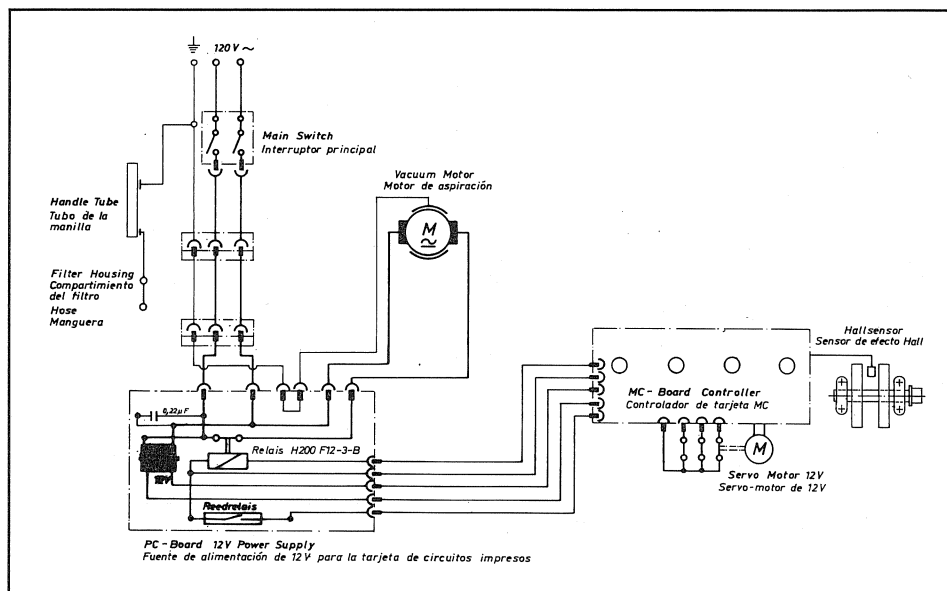 120 V ~
Main Switch
Interruptor principal
Vacuum Motor
Motor de aspiración
M
Handle Tube
Tubo de la
manilla
Filter Housing
Compartimiento
del filtro
Hose
Manguera
Hallsensor
Sensor de efecto Hall
MC - Board Controller
Controlador de tarjeta MC
M
Servo Motor 12V
Servo-motor de 12V
0,22µF
Relais H200 F12-3-B
12V
Reedrelais
PC - Board 12V Power Supply
Fuente de alimentación de 12V para la tarjeta de circuitos impresos